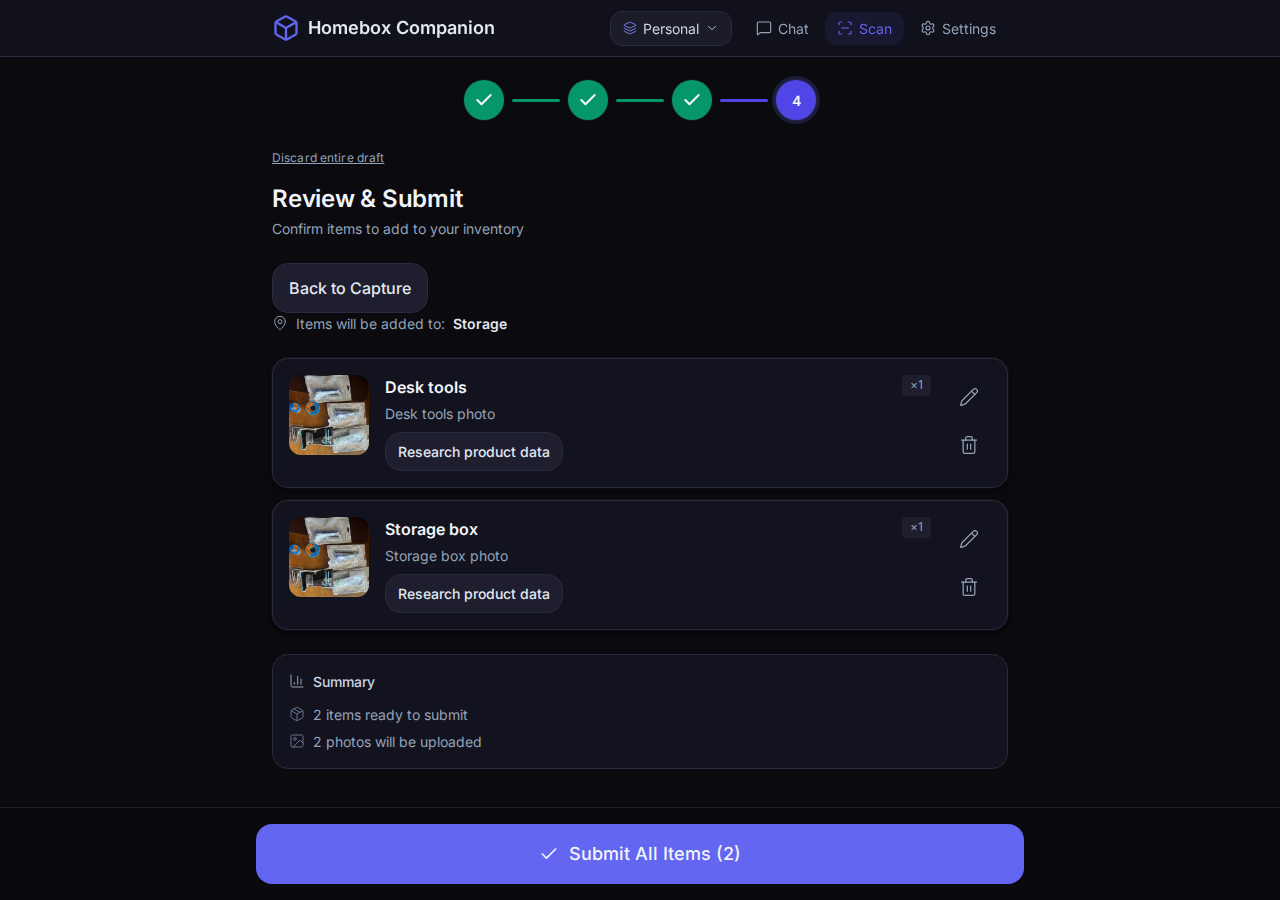 Homebox Companion
Personal
Chat
Scan
Settings
4
Discard entire draft
Review & Submit
Confirm items to add to your inventory
Back to Capture
Items will be added to: Storage
Desk tools
×1
Desk tools photo
Research product data
Storage box
×1
Storage box photo
Research product data
Summary
2 items ready to submit
2 photos will be uploaded
Submit All Items (2)